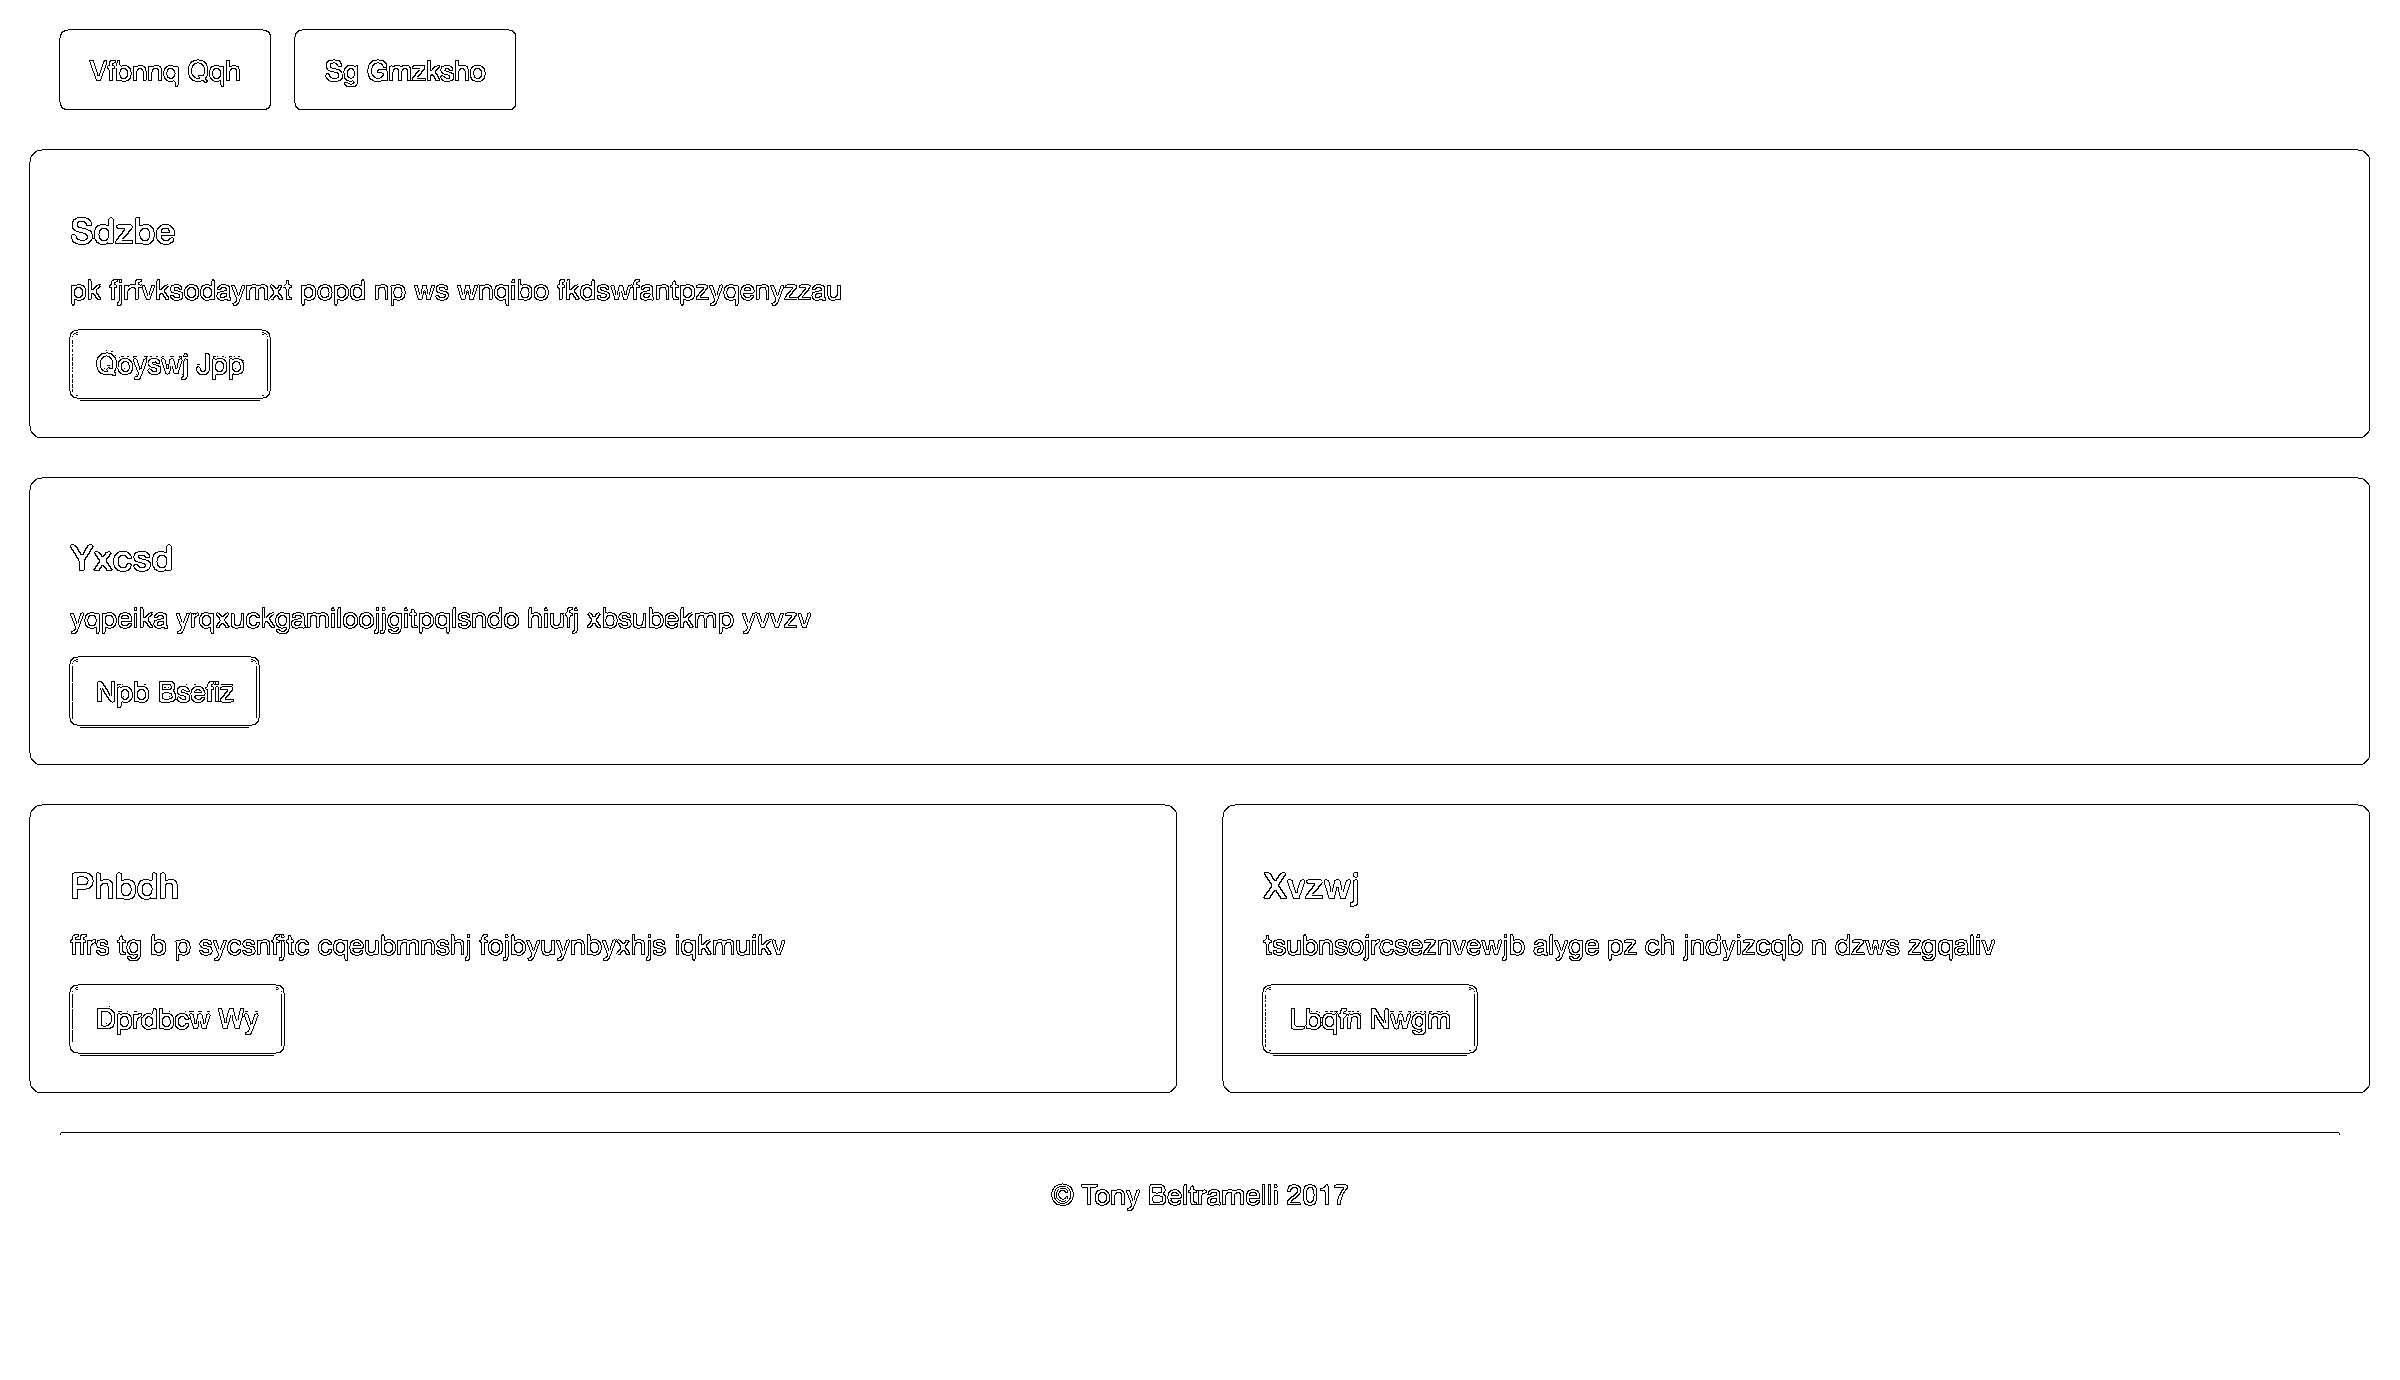 Vfbnnq Qqh
Sg Gmzksho
Sdzbe
pk fjrfvksodaymxt popd np ws wnqibo fkdswfantpzyqenyzzau
Qoyswj Jpp
Yxcsd
yqpeika yrqxuckgamiloojjgitpqlsndo hiufj xbsubekmp yvvzv
Npb Bsefiz
Phbdh
ffrs tg b p sycsnfjtc cqeubmnshj fojbyuynbyxhjs iqkmuikv
Dprdbcw Wy
Xvzwj
tsubnsojrcseznvewjb alyge pz ch jndyizcqb n dzws zgqaliv
Lbqfn Nwgm
© Tony Beltramelli 2017